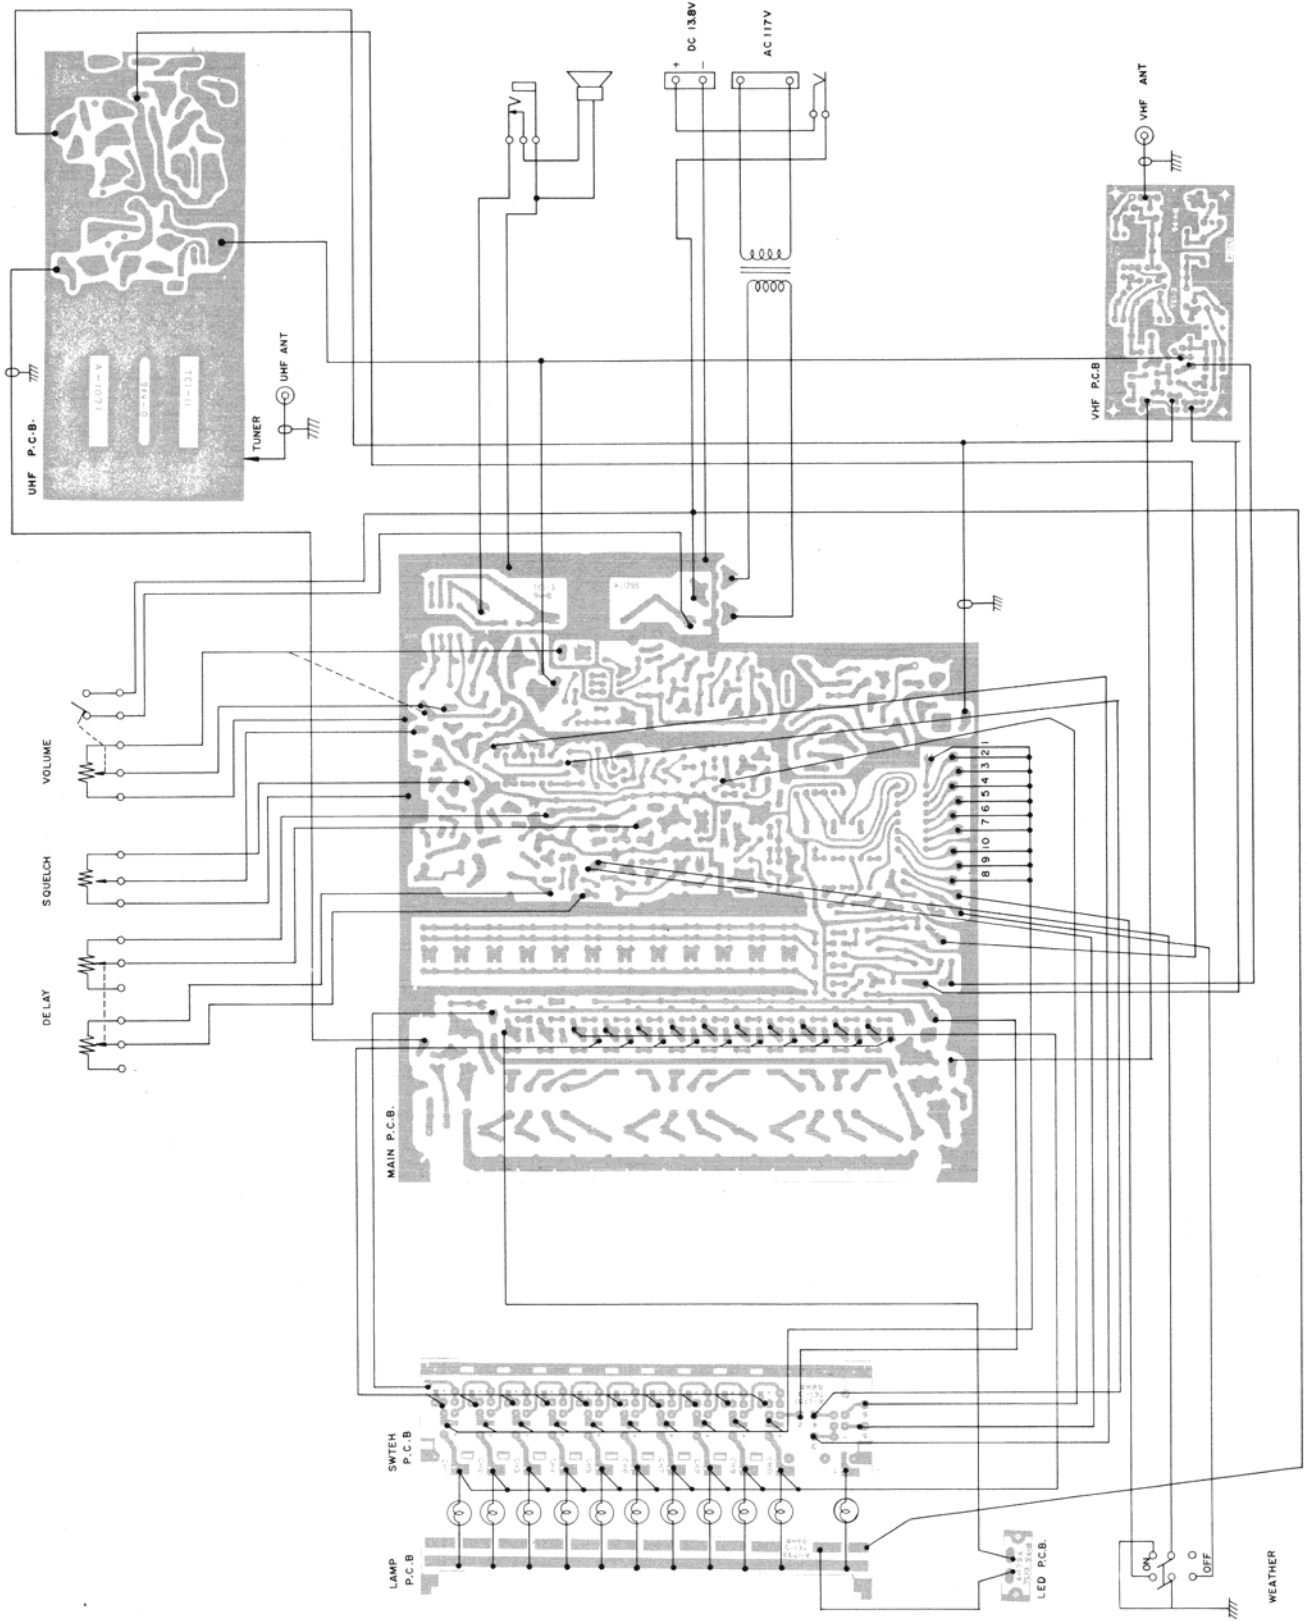 DC 13.8V
+
−
AC 117V
VHF ANT
UHF P.C.B.
A-1071
TUNER
UHF ANT
VHF P.C.B
VOLUME
SQUELCH
DELAY
MAIN P.C.B.
8 9 10 7 6 5 4 3 2 1
SWTEH
P.C.B
LAMP
P.C.B
LED P.C.B.
ON
OFF
WEATHER